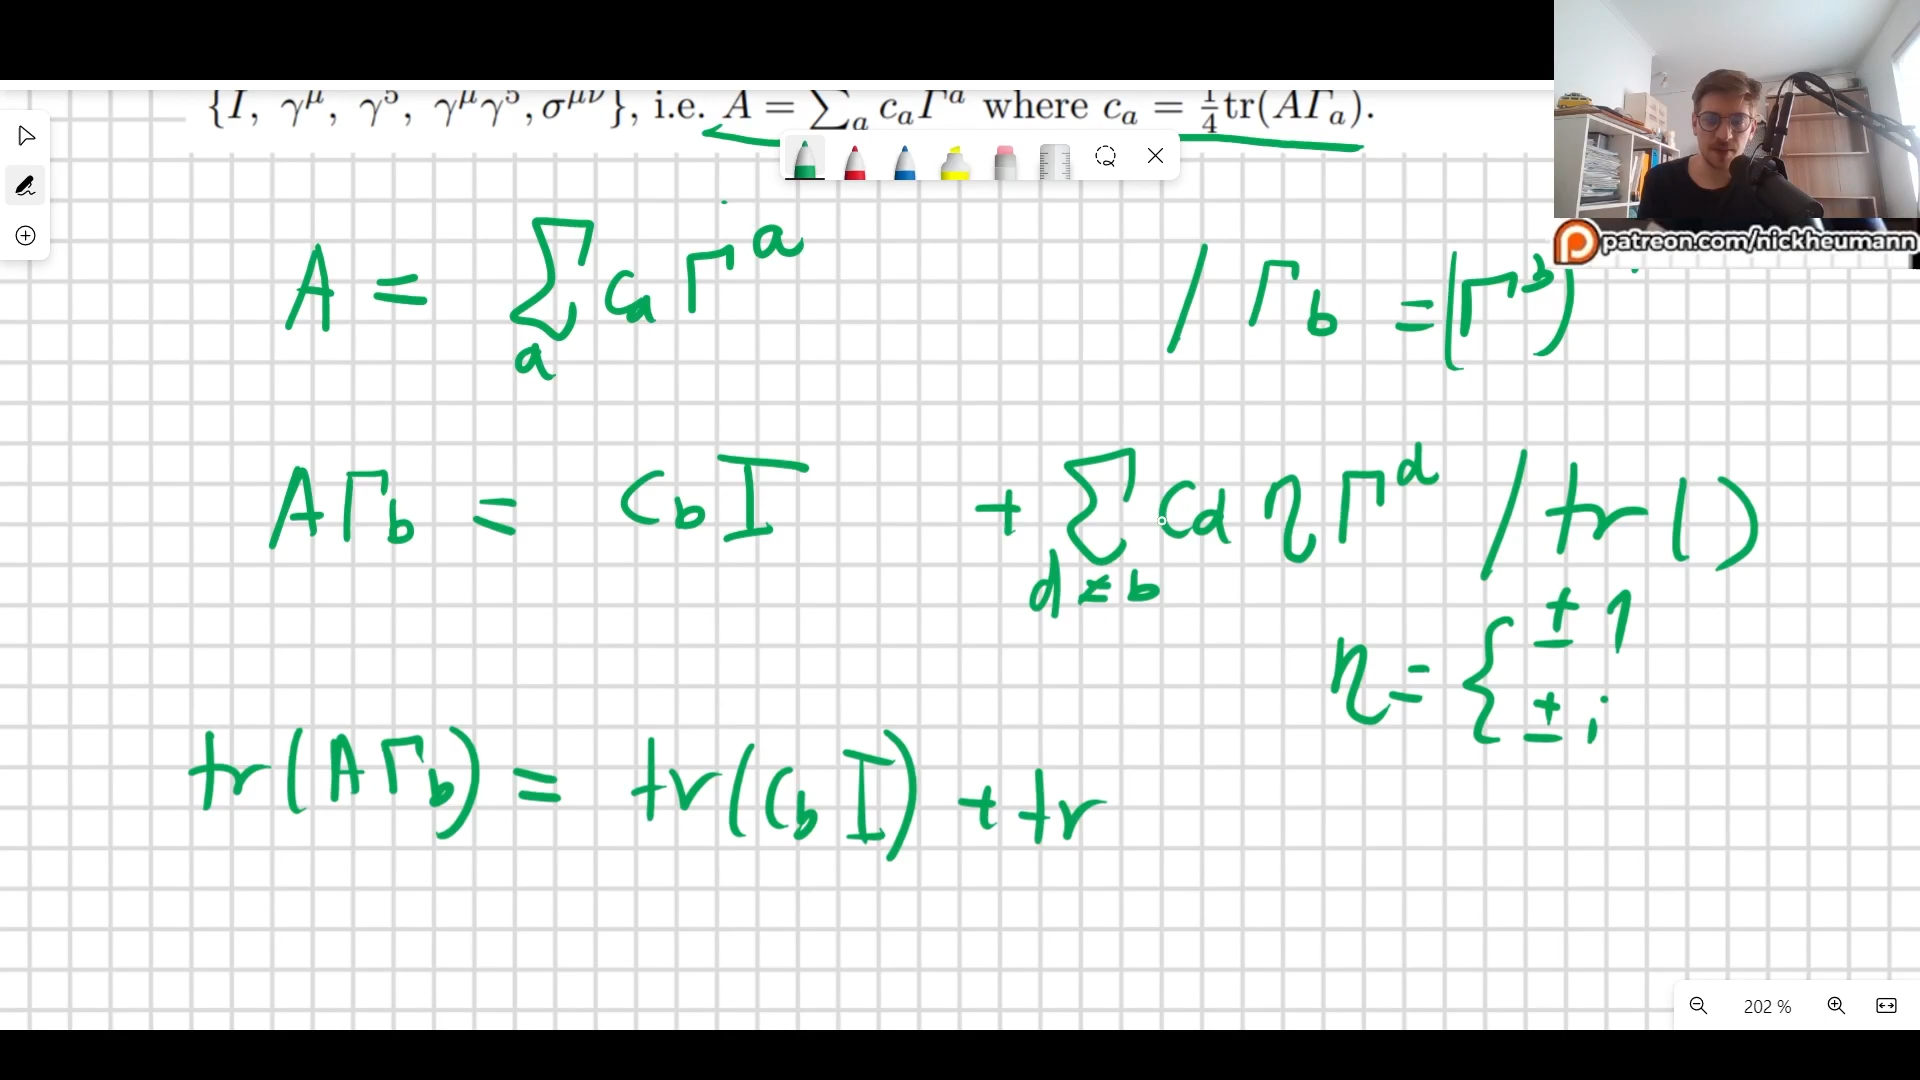 {I, γ^μ, γ^5, γ^μγ^5, σ^{μν}}, i.e. A = ∑_a c_aΓ^a where c_a = 1/4 tr(AΓ_a).
patreon.com/nickheumann
A = ∑_a c_a Γ^a / Γ_b = (Γ^b)
AΓ_b = c_b I + ∑_{d≠b} c_d η Γ^d / tr( )
η = { ±1
±i
tr(AΓ_b) = tr(c_b I) + tr
202 %